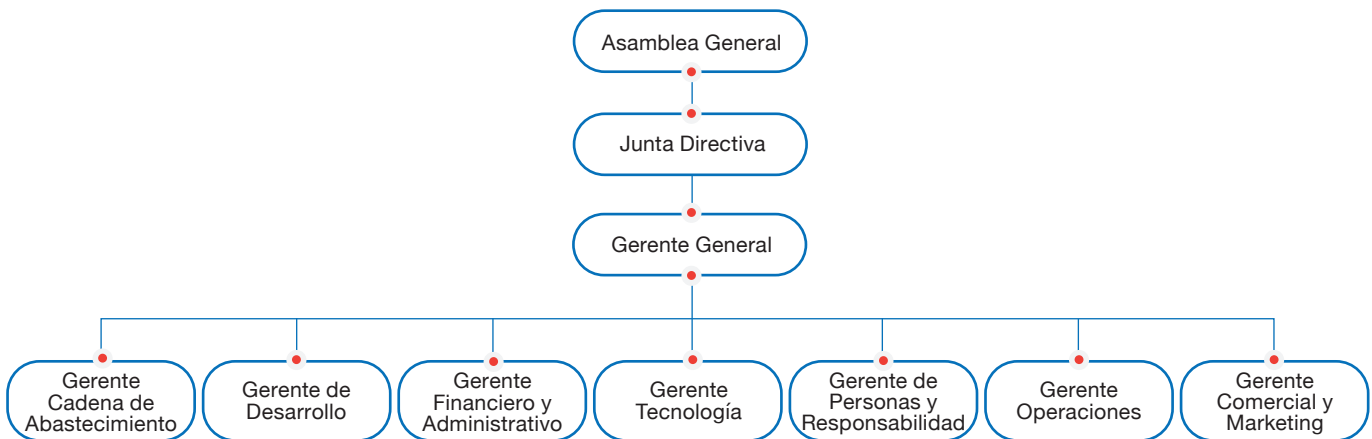 Asamblea General
Junta Directiva
Gerente General
Gerente
Cadena de
Abastecimiento
Gerente de
Desarrollo
Gerente
Financiero y
Administrativo
Gerente
Tecnología
Gerente de
Personas y
Responsabilidad
Gerente
Operaciones
Gerente
Comercial y
Marketing